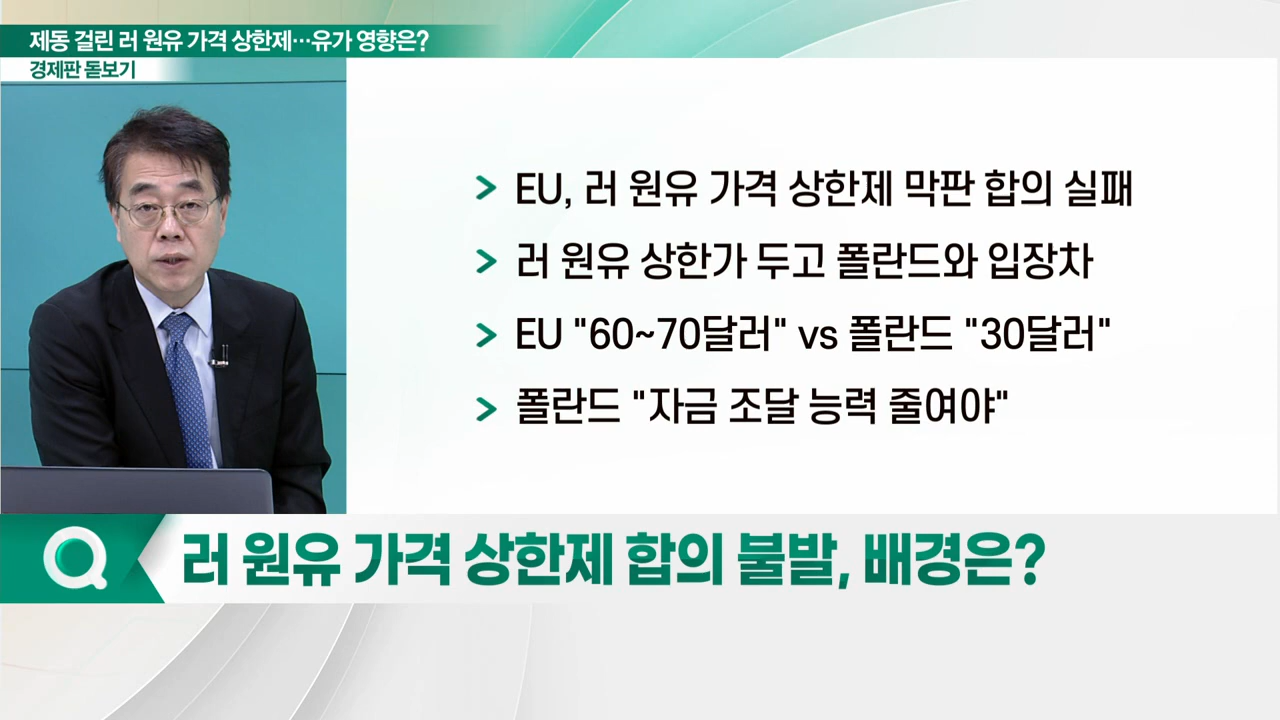 제동 걸린 러 원유 가격 상한제…유가 영향은?
경제판 돋보기
> EU, 러 원유 가격 상한제 막판 합의 실패
> 러 원유 상한가 두고 폴란드와 입장차
> EU "60~70달러" vs 폴란드 "30달러"
> 폴란드 "자금 조달 능력 줄여야"
Q 러 원유 가격 상한제 합의 불발, 배경은?